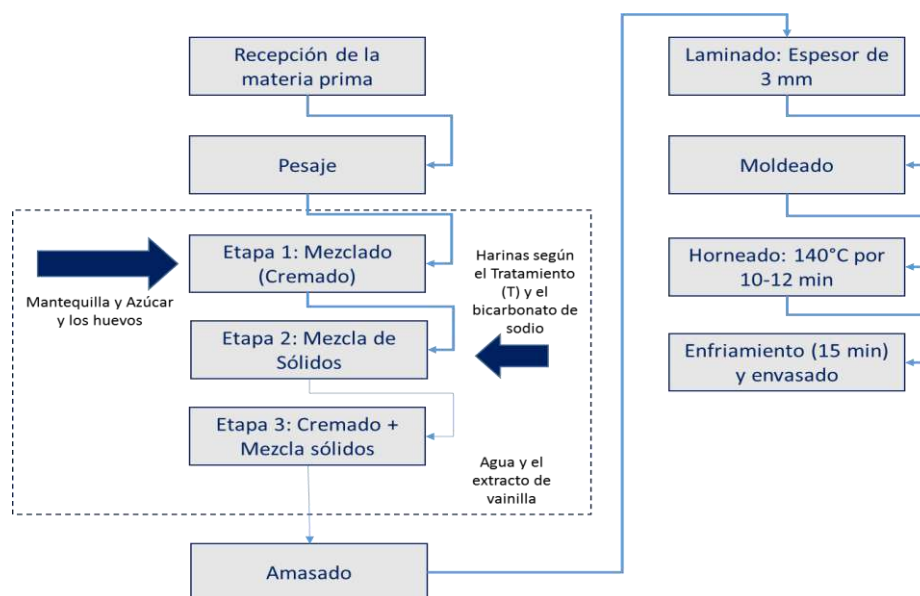 Recepción de la
materia prima
Pesaje
Etapa 1: Mezclado
(Cremado)
Mantequilla y Azúcar
y los huevos
Harinas según
el Tratamiento
(T) y el
bicarbonato de
sodio
Etapa 2: Mezcla de
Sólidos
Etapa 3: Cremado +
Mezcla sólidos
Agua y el
extracto de
vainilla
Amasado
Laminado: Espesor de
3 mm
Moldeado
Horneado: 140°C por
10-12 min
Enfriamiento (15 min)
y envasado